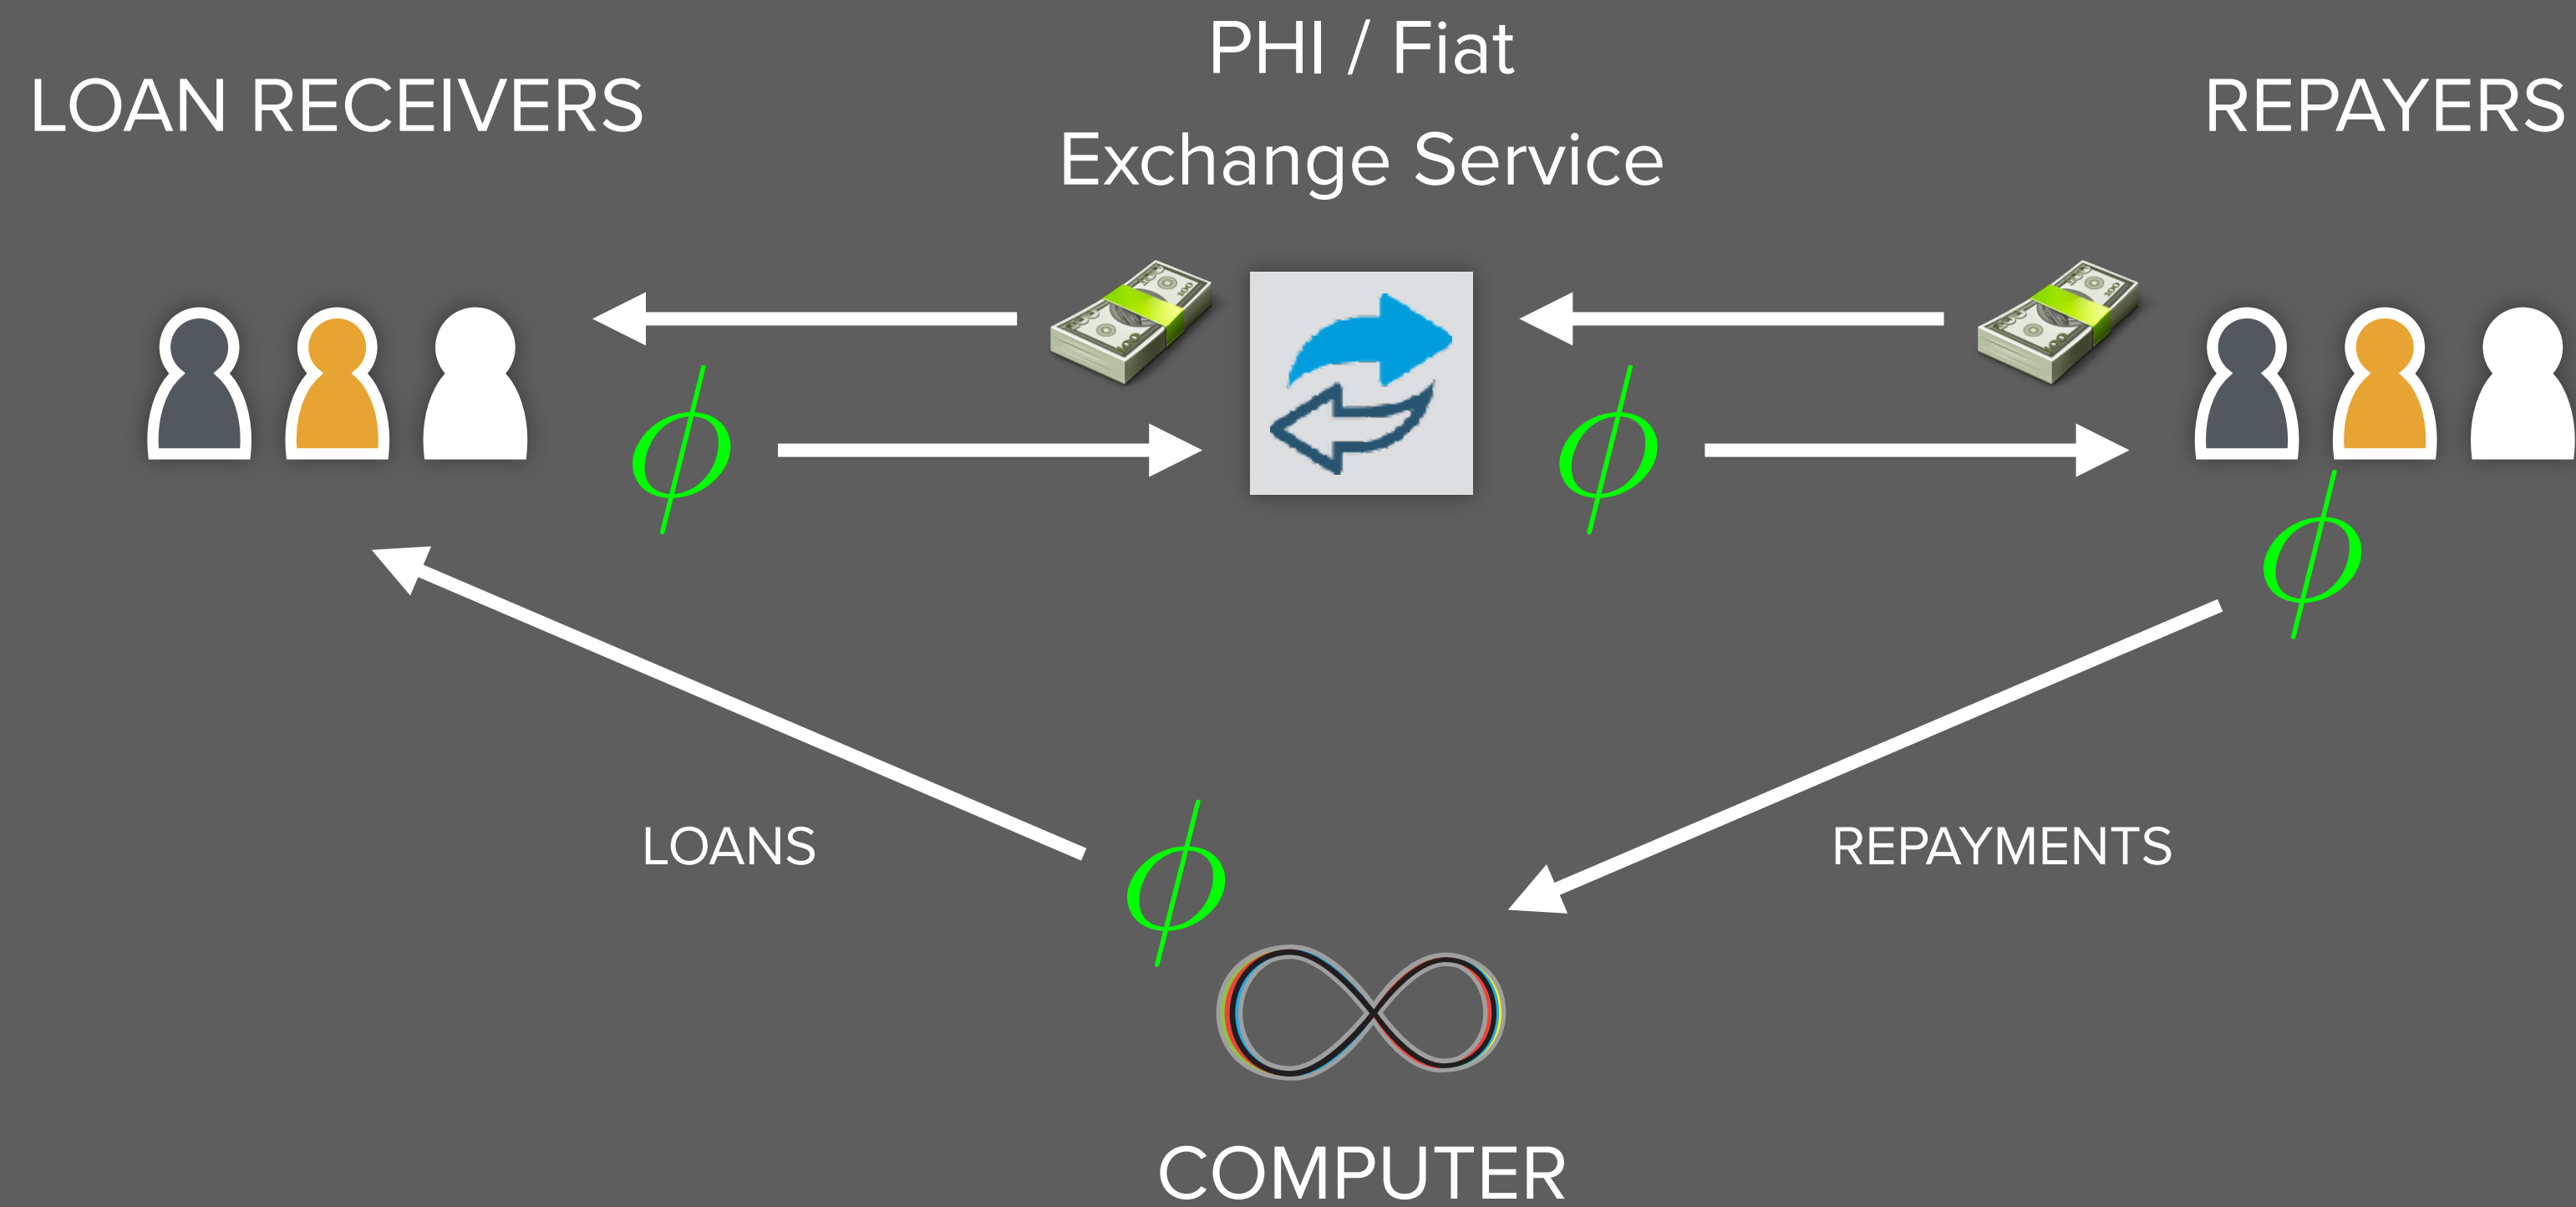 PHI / Fiat
Exchange Service
LOAN RECEIVERS
REPAYERS
ϕ
ϕ
ϕ
LOANS
ϕ
REPAYMENTS
COMPUTER